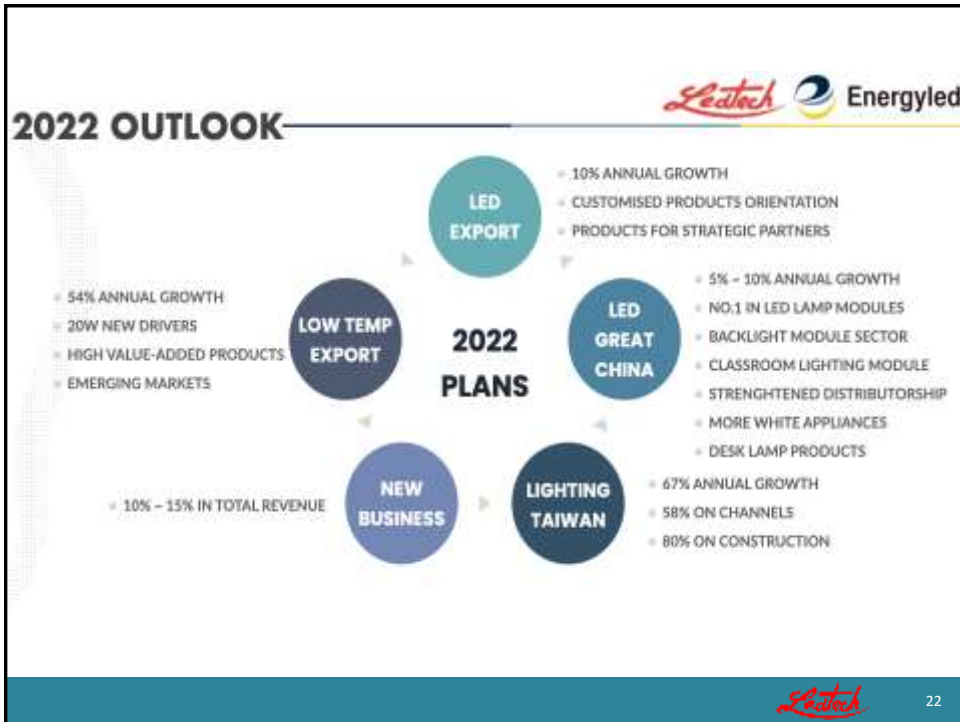 Ledtech Energyled
2022 OUTLOOK
LED
EXPORT
10% ANNUAL GROWTH
CUSTOMISED PRODUCTS ORIENTATION
PRODUCTS FOR STRATEGIC PARTNERS
LED
GREAT
CHINA
5% – 10% ANNUAL GROWTH
NO.1 IN LED LAMP MODULES
BACKLIGHT MODULE SECTOR
CLASSROOM LIGHTING MODULE
STRENGHTENED DISTRIBUTORSHIP
MORE WHITE APPLIANCES
DESK LAMP PRODUCTS
LIGHTING
TAIWAN
67% ANNUAL GROWTH
58% ON CHANNELS
80% ON CONSTRUCTION
NEW
BUSINESS
10% – 15% IN TOTAL REVENUE
LOW TEMP
EXPORT
54% ANNUAL GROWTH
20W NEW DRIVERS
HIGH VALUE-ADDED PRODUCTS
EMERGING MARKETS
2022
PLANS
Ledtech
22